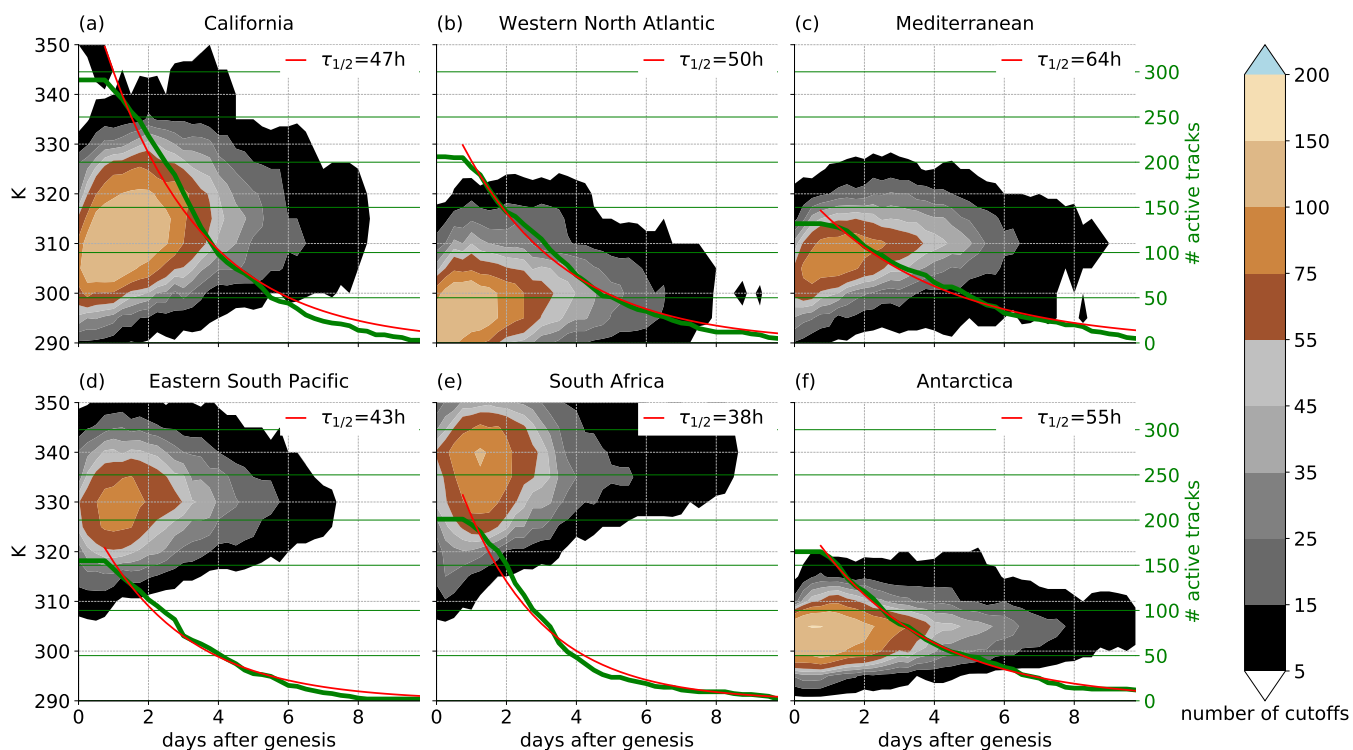 (a) California
(b) Western North Atlantic
(c) Mediterranean
350
340
330
320
310
300
290
K
τ1/2=47h
τ1/2=50h
τ1/2=64h
300
250
200
150
100
50
0
# active tracks
0 2 4 6 8
(d) Eastern South Pacific
(e) South Africa
(f) Antarctica
350
340
330
320
310
300
290
K
τ1/2=43h
τ1/2=38h
τ1/2=55h
300
250
200
150
100
50
0
# active tracks
0 2 4 6 8
0 2 4 6 8
0 2 4 6 8
days after genesis
days after genesis
days after genesis
200
150
100
75
55
45
35
25
15
5
number of cutoffs